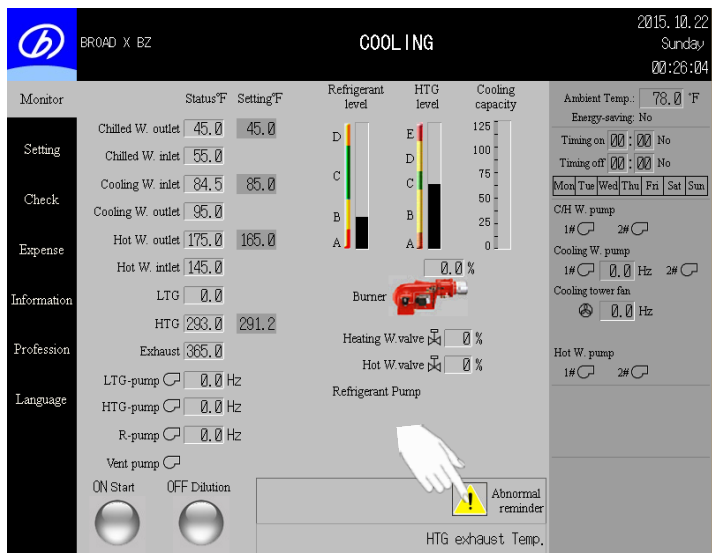 2015.10.22
BROAD X BZ COOLING Sunday
00:26:04
Monitor
Setting
Check
Expense
Information
Profession
Language
Status°F Setting°F
Chilled W. outlet 45.0 45.0
Chilled W. inlet 55.0
Cooling W. inlet 84.5 85.0
Cooling W. outlet 95.0
Hot W. outlet 175.0 165.0
Hot W. intlet 145.0
LTG 0.0
HTG 293.0 291.2
Exhaust 365.0
LTG-pump 0.0 Hz
HTG-pump 0.0 Hz
R-pump 0.0 Hz
Vent pump
ON Start OFF Dilution
Refrigerant level
HTG level
Cooling capacity
D
C
B
A
E
D
C
B
A
125
100
75
50
25
0
0.0 %
Burner
Heating W.valve 0 %
Hot W.valve 0 %
Refrigerant Pump
!
Abnormal
reminder
HTG exhaust Temp.
Ambient Temp.: 78.0 °F
Energy-saving: No
Timing on 00:00 No
Timing off 00:00 No
Mon Tue Wed Thu Fri Sat Sun
C/H W. pump
1# 2#
Cooling W. pump
1# 0.0 Hz 2#
Cooling tower fan
0.0 Hz
Hot W. pump
1# 2#